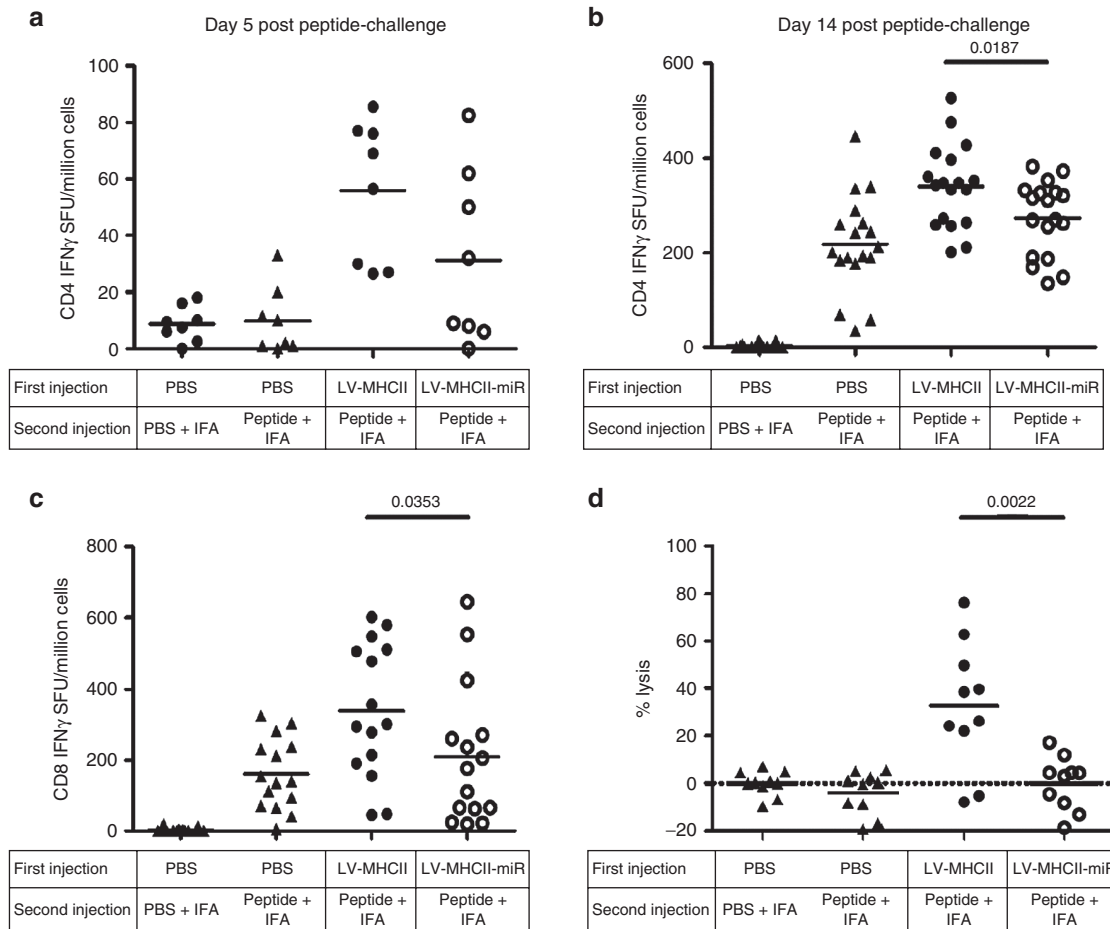 a
Day 5 post peptide-challenge
CD4 IFNγ SFU/million cells
100
80
60
40
20
0
First injection PBS PBS LV-MHCII LV-MHCII-miR
Second injection PBS + IFA Peptide + IFA Peptide + IFA Peptide + IFA
b
Day 14 post peptide-challenge
0.0187
CD4 IFNγ SFU/million cells
600
400
200
0
First injection PBS PBS LV-MHCII LV-MHCII-miR
Second injection PBS + IFA Peptide + IFA Peptide + IFA Peptide + IFA
c
0.0353
CD8 IFNγ SFU/million cells
800
600
400
200
0
First injection PBS PBS LV-MHCII LV-MHCII-miR
Second injection PBS + IFA Peptide + IFA Peptide + IFA Peptide + IFA
d
0.0022
% lysis
100
80
60
40
20
0
−20
First injection PBS PBS LV-MHCII LV-MHCII-miR
Second injection PBS + IFA Peptide + IFA Peptide + IFA Peptide + IFA